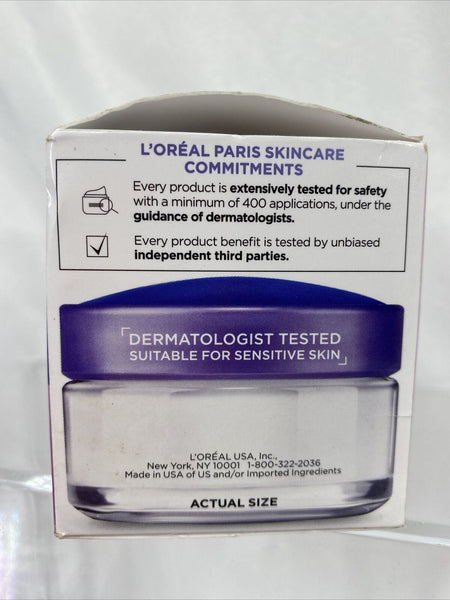 L'ORÉAL PARIS SKINCARE
COMMITMENTS
Every product is extensively tested for safety
with a minimum of 400 applications, under the
guidance of dermatologists.
Every product benefit is tested by unbiased
independent third parties.
DERMATOLOGIST TESTED
SUITABLE FOR SENSITIVE SKIN
L'ORÉAL USA, Inc.,
New York, NY 10001 1-800-322-2036
Made in USA of US and/or Imported Ingredients
ACTUAL SIZE